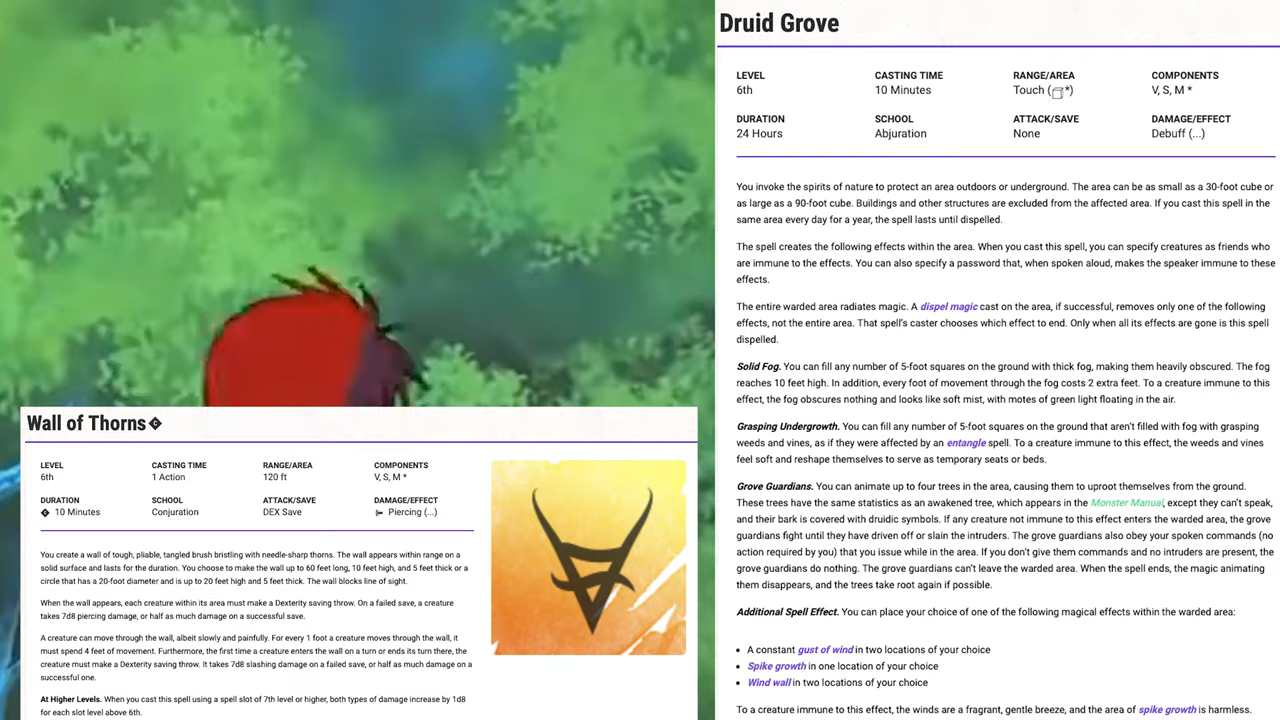 Druid Grove
LEVEL CASTING TIME RANGE/AREA COMPONENTS
6th 10 Minutes Touch ( *) V, S, M *
DURATION SCHOOL ATTACK/SAVE DAMAGE/EFFECT
24 Hours Abjuration None Debuff (...)
You invoke the spirits of nature to protect an area outdoors or underground. The area can be as small as a 30-foot cube or
as large as a 90-foot cube. Buildings and other structures are excluded from the affected area. If you cast this spell in the
same area every day for a year, the spell lasts until dispelled.
The spell creates the following effects within the area. When you cast this spell, you can specify creatures as friends who
are immune to the effects. You can also specify a password that, when spoken aloud, makes the speaker immune to these
effects.
The entire warded area radiates magic. A dispel magic cast on the area, if successful, removes only one of the following
effects, not the entire area. That spell's caster chooses which effect to end. Only when all its effects are gone is this spell
dispelled.
Solid Fog. You can fill any number of 5-foot squares on the ground with thick fog, making them heavily obscured. The fog
reaches 10 feet high. In addition, every foot of movement through the fog costs 2 extra feet. To a creature immune to this
effect, the fog obscures nothing and looks like soft mist, with motes of green light floating in the air.
Grasping Undergrowth. You can fill any number of 5-foot squares on the ground that aren't filled with fog with grasping
weeds and vines, as if they were affected by an entangle spell. To a creature immune to this effect, the weeds and vines
feel soft and reshape themselves to serve as temporary seats or beds.
Grove Guardians. You can animate up to four trees in the area, causing them to uproot themselves from the ground.
These trees have the same statistics as an awakened tree, which appears in the Monster Manual, except they can't speak,
and their bark is covered with druidic symbols. If any creature not immune to this effect enters the warded area, the grove
guardians fight until they have driven off or slain the intruders. The grove guardians also obey your spoken commands (no
action required by you) that you issue while in the area. If you don't give them commands and no intruders are present, the
grove guardians do nothing. The grove guardians can't leave the warded area. When the spell ends, the magic animating
them disappears, and the trees take root again if possible.
Additional Spell Effect. You can place your choice of one of the following magical effects within the warded area:
• A constant gust of wind in two locations of your choice
• Spike growth in one location of your choice
• Wind wall in two locations of your choice
To a creature immune to this effect, the winds are a fragrant, gentle breeze, and the area of spike growth is harmless.
Wall of Thorns
LEVEL CASTING TIME RANGE/AREA COMPONENTS
6th 1 Action 120 ft V, S, M *
DURATION SCHOOL ATTACK/SAVE DAMAGE/EFFECT
10 Minutes Conjuration DEX Save Piercing (...)
You create a wall of tough, pliable, tangled brush bristling with needle-sharp thorns. The wall appears within range on a
solid surface and lasts for the duration. You choose to make the wall up to 60 feet long, 10 feet high, and 5 feet thick or a
circle that has a 20-foot diameter and is up to 20 feet high and 5 feet thick. The wall blocks line of sight.
When the wall appears, each creature within its area must make a Dexterity saving throw. On a failed save, a creature
takes 7d8 piercing damage, or half as much damage on a successful save.
A creature can move through the wall, albeit slowly and painfully. For every 1 foot a creature moves through the wall, it
must spend 4 feet of movement. Furthermore, the first time a creature enters the wall on a turn or ends its turn there, the
creature must make a Dexterity saving throw. It takes 7d8 slashing damage on a failed save, or half as much damage on a
successful one.
At Higher Levels. When you cast this spell using a spell slot of 7th level or higher, both types of damage increase by 1d8
for each slot level above 6th.